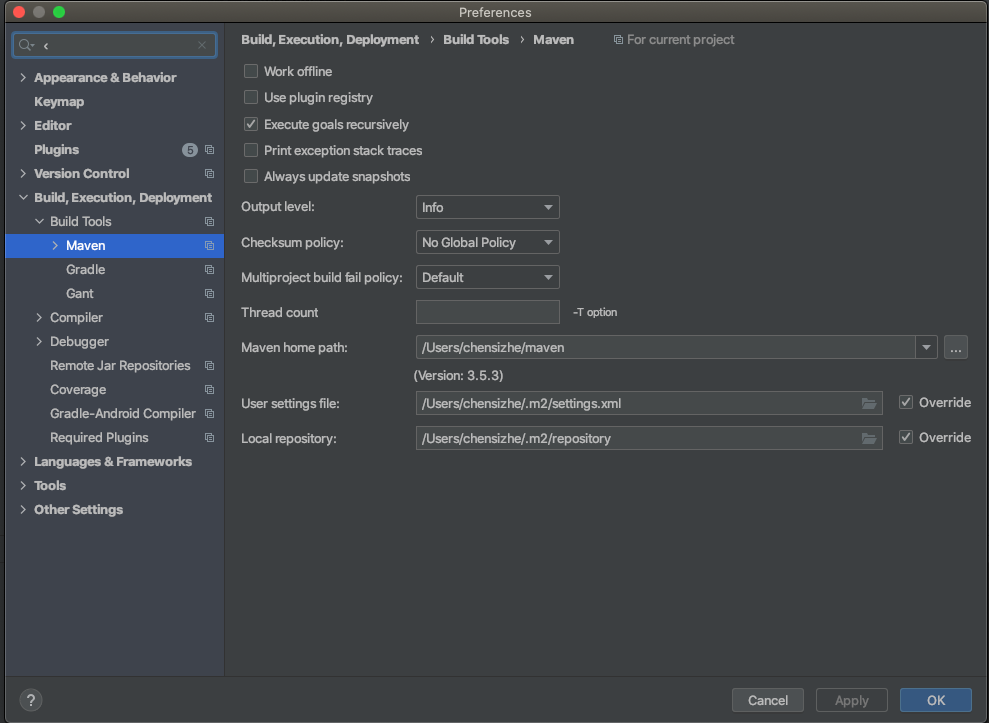 Preferences
‹
Appearance & Behavior
Keymap
Editor
Plugins 5
Version Control
Build, Execution, Deployment
Build Tools
Maven
Gradle
Gant
Compiler
Debugger
Remote Jar Repositories
Coverage
Gradle-Android Compiler
Required Plugins
Languages & Frameworks
Tools
Other Settings
Build, Execution, Deployment › Build Tools › Maven For current project
Work offline
Use plugin registry
Execute goals recursively
Print exception stack traces
Always update snapshots
Output level: Info
Checksum policy: No Global Policy
Multiproject build fail policy: Default
Thread count -T option
Maven home path: /Users/chensizhe/maven ...
(Version: 3.5.3)
User settings file: /Users/chensizhe/.m2/settings.xml Override
Local repository: /Users/chensizhe/.m2/repository Override
? Cancel Apply OK